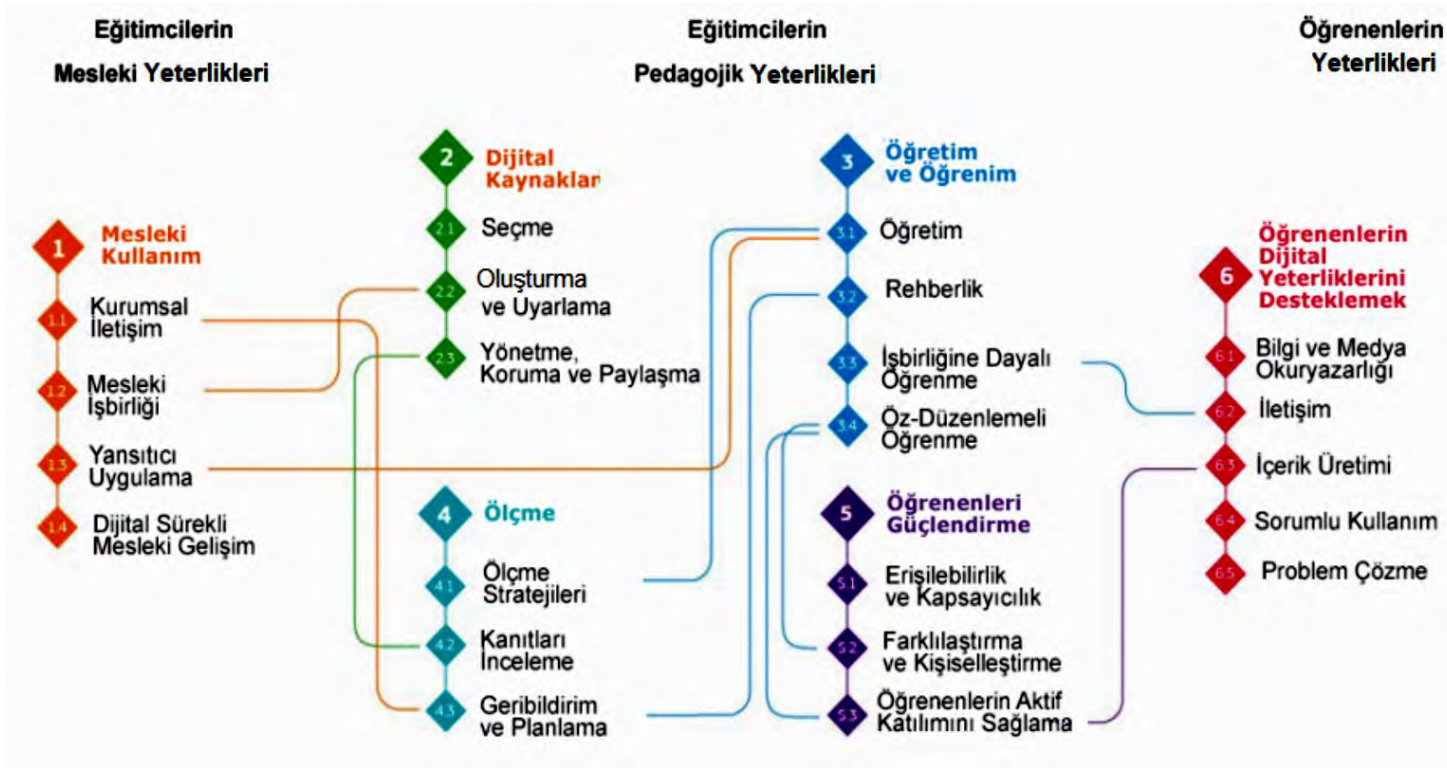 Eğitimcilerin
Mesleki Yeterlikleri
Eğitimcilerin
Pedagojik Yeterlikleri
Öğrenenlerin
Yeterlikleri
1
Mesleki
Kullanım
1.1
Kurumsal
İletişim
1.2
Mesleki
İşbirliği
1.3
Yansıtıcı
Uygulama
1.4
Dijital Sürekli
Mesleki Gelişim
2
Dijital
Kaynaklar
2.1
Seçme
2.2
Oluşturma
ve Uyarlama
2.3
Yönetme,
Koruma ve Paylaşma
3
Öğretim
ve Öğrenim
3.1
Öğretim
3.2
Rehberlik
3.3
İşbirliğine Dayalı
Öğrenme
3.4
Öz-Düzenlemeli
Öğrenme
4
Ölçme
4.1
Ölçme
Stratejileri
4.2
Kanıtları
İnceleme
4.3
Geribildirim
ve Planlama
5
Öğrenenleri
Güçlendirme
5.1
Erişilebilirlik
ve Kapsayıcılık
5.2
Farklılaştırma
ve Kişiselleştirme
5.3
Öğrenenlerin Aktif
Katılımını Sağlama
6
Öğrenenlerin
Dijital
Yeterliklerini
Desteklemek
6.1
Bilgi ve Medya
Okuryazarlığı
6.2
İletişim
6.3
İçerik Üretimi
6.4
Sorumlu Kullanım
6.5
Problem Çözme